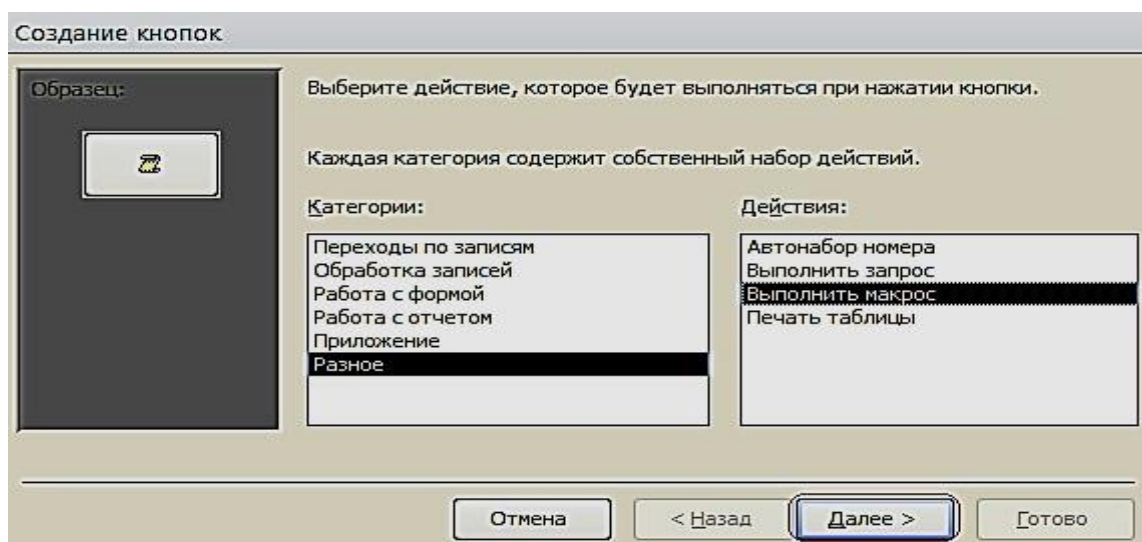 Создание кнопок
Образец:
Выберите действие, которое будет выполняться при нажатии кнопки.
Каждая категория содержит собственный набор действий.
Категории:
Переходы по записям
Обработка записей
Работа с формой
Работа с отчетом
Приложение
Разное
Действия:
Автонабор номера
Выполнить запрос
Выполнить макрос
Печать таблицы
Отмена
< Назад
Далее >
Готово